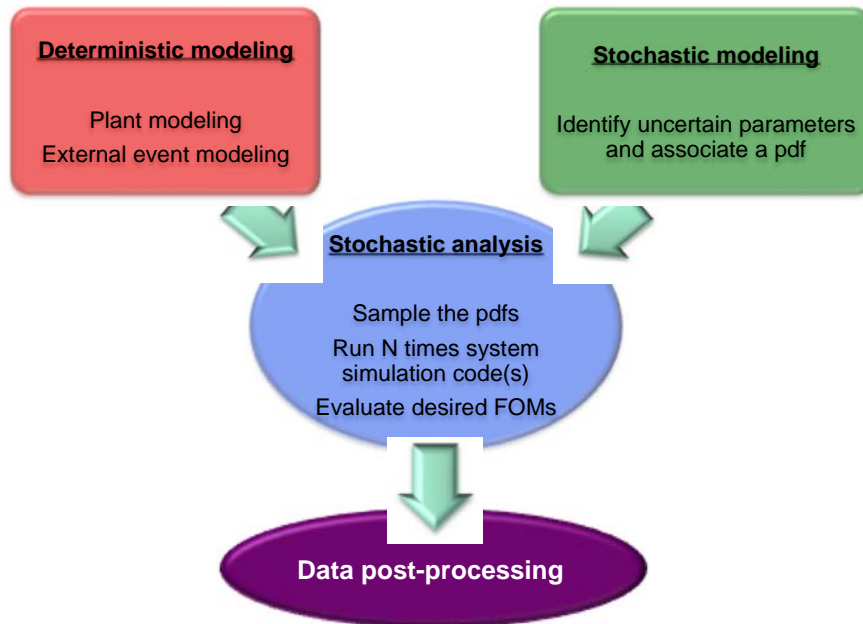 Deterministic modeling
Plant modeling
External event modeling
Stochastic modeling
Identify uncertain parameters
and associate a pdf
Stochastic analysis
Sample the pdfs
Run N times system
simulation code(s)
Evaluate desired FOMs
Data post-processing